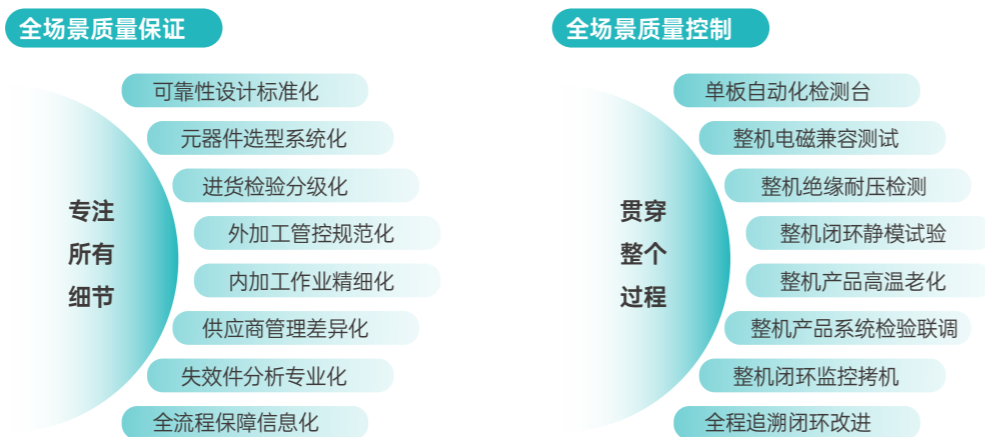 全场景质量保证
可靠性设计标准化
元器件选型系统化
进货检验分级化
外加工管控规范化
内加工作业精细化
供应商管理差异化
失效件分析专业化
全流程保障信息化
专注
所有
细节
全场景质量控制
单板自动化检测台
整机电磁兼容测试
整机绝缘耐压检测
整机闭环静模试验
整机产品高温老化
整机产品系统检验联调
整机闭环监控拷机
全程追溯闭环改进
贯穿
整个
过程